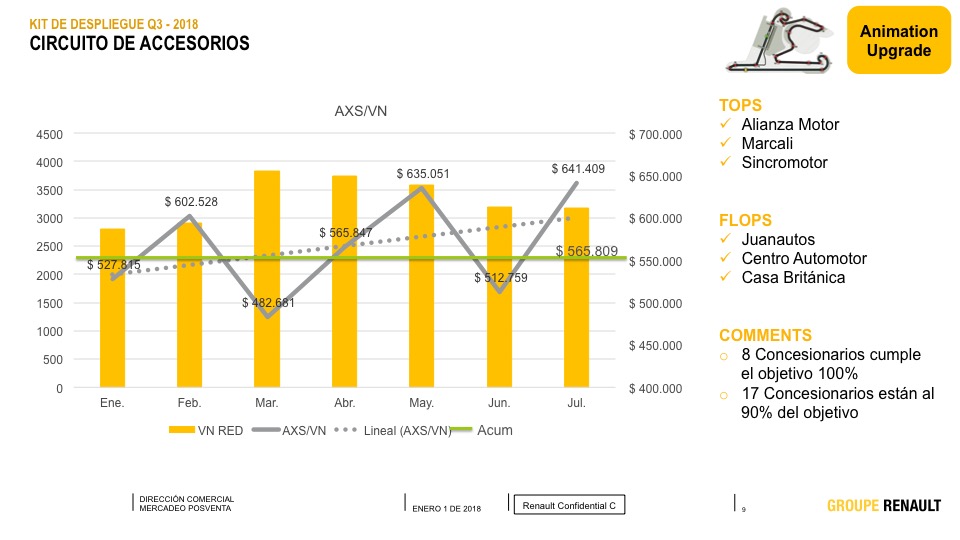 KIT DE DESPLIEGUE Q3 - 2018
CIRCUITO DE ACCESORIOS
Animation
Upgrade
AXS/VN
4500
4000
3500
3000
2500
2000
1500
1000
500
0
$ 700.000
$ 650.000
$ 600.000
$ 550.000
$ 500.000
$ 450.000
$ 400.000
$ 527.815
$ 602.528
$ 482.681
$ 565.847
$ 635.051
$ 512.759
$ 641.409
$ 565.809
Ene.
Feb.
Mar.
Abr.
May.
Jun.
Jul.
VN RED
AXS/VN
Lineal (AXS/VN)
Acum
TOPS
Alianza Motor
Marcali
Sincromotor
FLOPS
Juanautos
Centro Automotor
Casa Británica
COMMENTS
8 Concesionarios cumple
el objetivo 100%
17 Concesionarios están al
90% del objetivo
DIRECCIÓN COMERCIAL
MERCADEO POSVENTA
ENERO 1 DE 2018
Renault Confidential C
9
GROUPE RENAULT